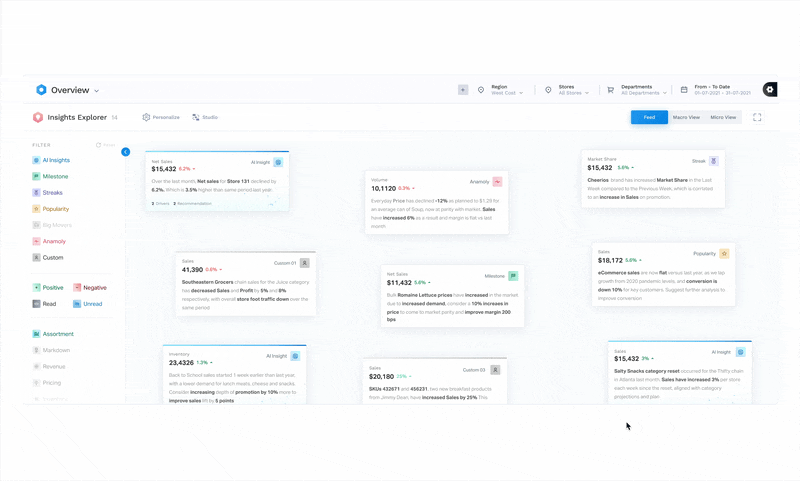 Overview
Region
West Cost
Stores
All Stores
Departments
All Departments
From - To Date
01-07-2021 - 31-07-2021
Insights Explorer 14
Personalize
Studio
Feed
Macro View
Micro View
FILTER
AI Insights
Milestone
Streaks
Popularity
Big Movers
Anamoly
Custom
Positive
Negative
Read
Unread
Assortment
Markdown
Revenue
Pricing
Net Sales
$15,432 6.2%
AI Insight
Over the last month, Net sales for Store 131 declined by
6.2%, Which is 3.5% higher than same period last year.
3 Drivers 2 Recommendation
Volume
10,1120 0.3%
Anamoly
Everyday Price has declined -12% as planned to $1.29 for
an average can of Soup, now at parity with market. Sales
have increased 6% as a result and margin is flat vs last
month
Market Share
$15,432 5.6%
Streak
Cheerios, brand has increased Market Share in the Last
Week compared to the Previous Week, which is corrolated
to an increase in Sales on promotion.
Sales
41,390 0.6%
Custom 01
Southeastern Grocers chain sales for the Juice category
has decreased Sales and Profit by 5% and 8%
respectively, with overall store foot traffic down over the
same period
Net Sales
$11,432 5.6%
Milestone
Bulk Romaine Lettuce prices have increased in the market
due to increased demand, consider a 10% increaes in
price to come to market parity and improve margin 200
bps
Sales
$18,172 5.6%
Popularity
eCommerce sales are now flat versus last year, as we lap
growth from 2020 pandemic levels, and conversion is
down 10% for key customers. Suggest further analysis to
improve conversion
Inventory
23,4326 1.3%
AI Insight
Back to School sales started 1 week earlier than last year,
with a lower demand for lunch meats, cheese and snacks.
Consider increasing depth of promotion by 10% more to
improve sales lift by 5 points
Sales
$20,180 23%
Custom 03
SKUs 432671 and 456231, two new breakfast products
from Jimmy Dean, have increased Sales by 25% This
Sales
$15,432 3%
AI Insight
Salty Snacks category reset occurred for the Thifty chain
in Atlanta last month. Sales have increased 3% per store
each week since the reset, aligned with category
projections and plan